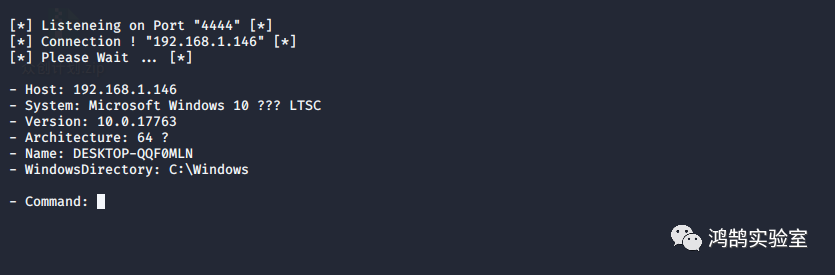 [*] Listeneing on Port "4444" [*]
[*] Connection ! "192.168.1.146" [*]
[*] Please Wait ... [*]
- Host: 192.168.1.146
- System: Microsoft Windows 10 ??? LTSC
- Version: 10.0.17763
- Architecture: 64 ?
- Name: DESKTOP-QQF0MLN
- WindowsDirectory: C:\Windows
- Command:
鸿鹄实验室